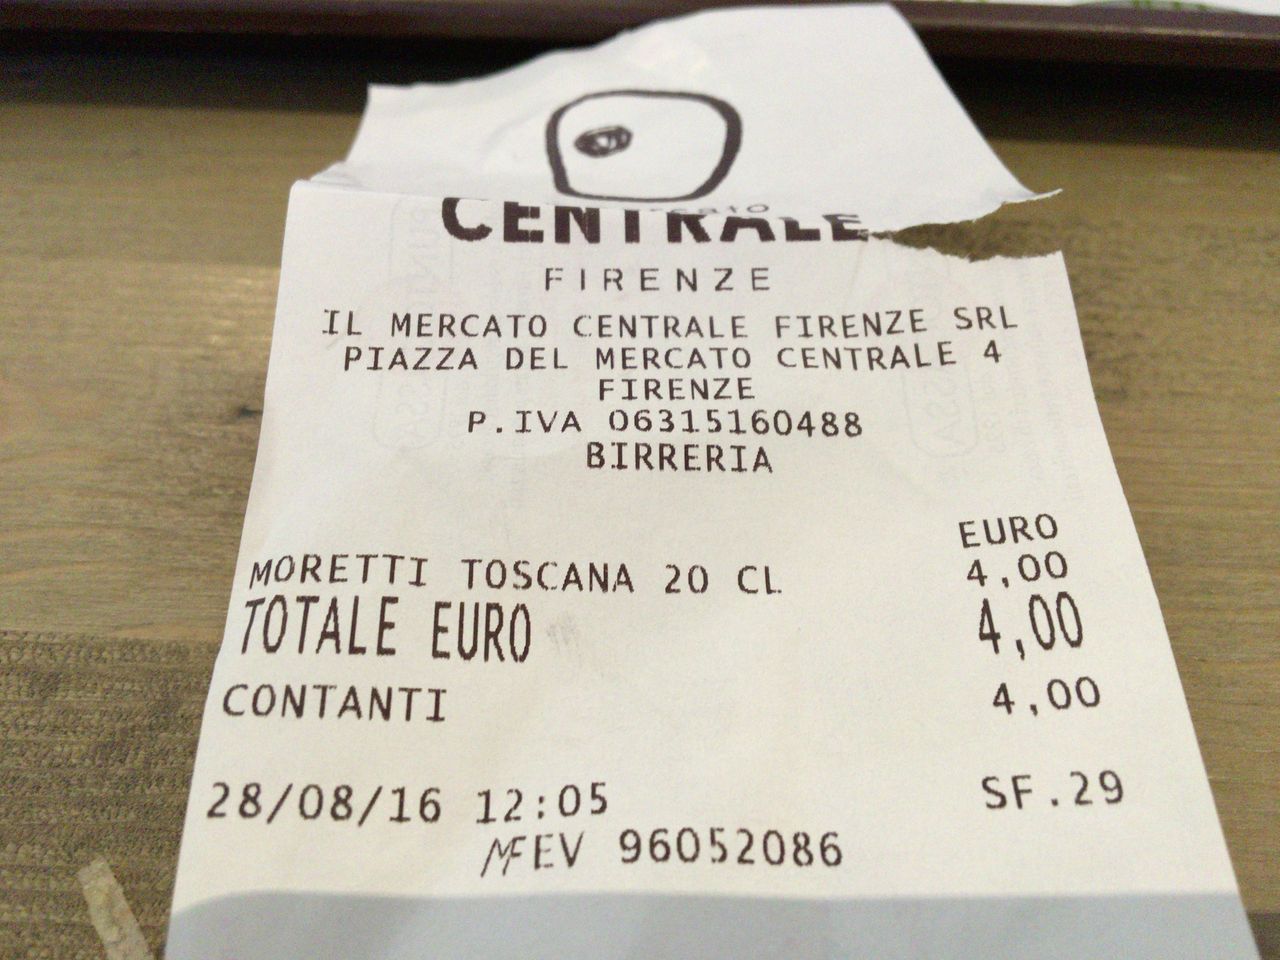 CENTRALE
FIRENZE
IL MERCATO CENTRALE FIRENZE SRL
PIAZZA DEL MERCATO CENTRALE 4
FIRENZE
P.IVA 06315160488
BIRRERIA
EURO
MORETTI TOSCANA 20 CL 4,00
TOTALE EURO 4,00
CONTANTI 4,00
28/08/16 12:05 SF.29
MFEV 96052086